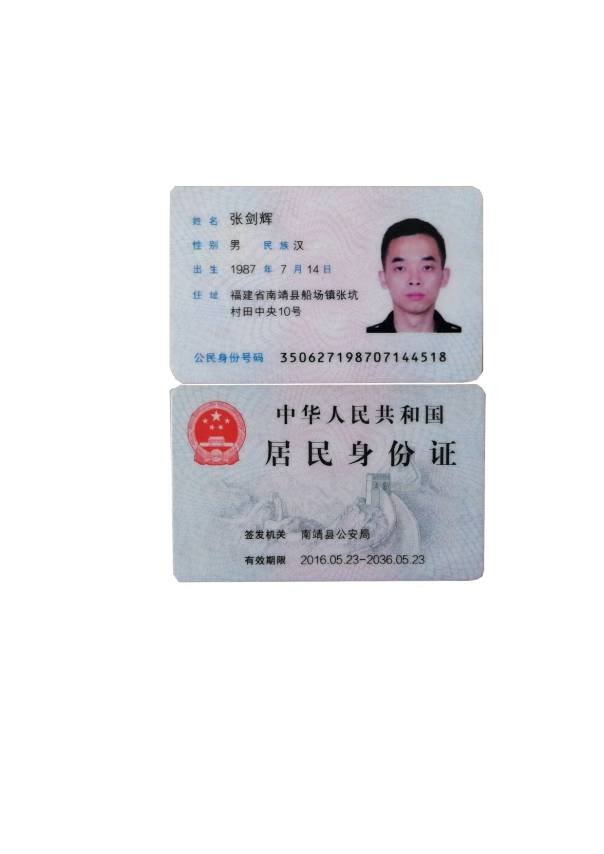 姓名 张剑辉
性别 男 民族 汉
出生 1987 年 7 月 14 日
住址 福建省南靖县船场镇张坑
村田中央10号
公民身份号码 350627198707144518
中华人民共和国
居民身份证
签发机关 南靖县公安局
有效期限 2016.05.23-2036.05.23